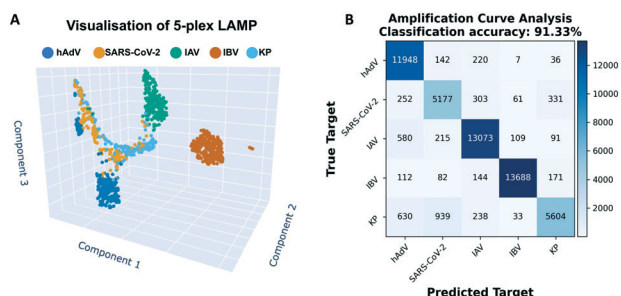 A
Visualisation of 5-plex LAMP
hAdV SARS-CoV-2 IAV IBV KP
Component 3
Component 1
Component 2
B
Amplification Curve Analysis
Classification accuracy: 91.33%
True Target
hAdV 11948 142 220 7 36
SARS-CoV-2 252 5177 303 61 331
IAV 580 215 13073 109 91
IBV 112 82 144 13688 171
KP 630 939 238 33 5604
hAdV SARS-CoV-2 IAV IBV KP
Predicted Target
12000
10000
8000
6000
4000
2000